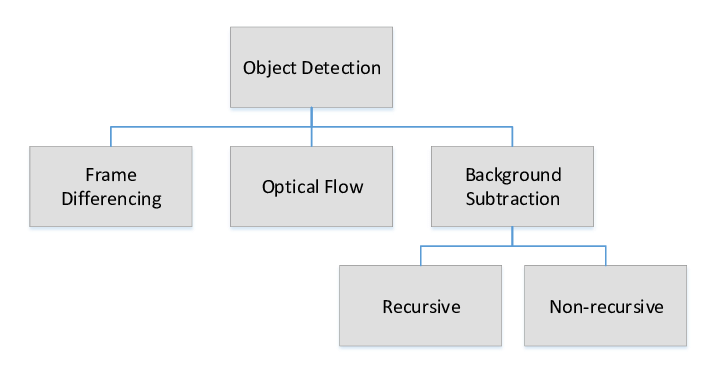 Object Detection
Frame
Differencing
Optical Flow
Background
Subtraction
Recursive
Non-recursive